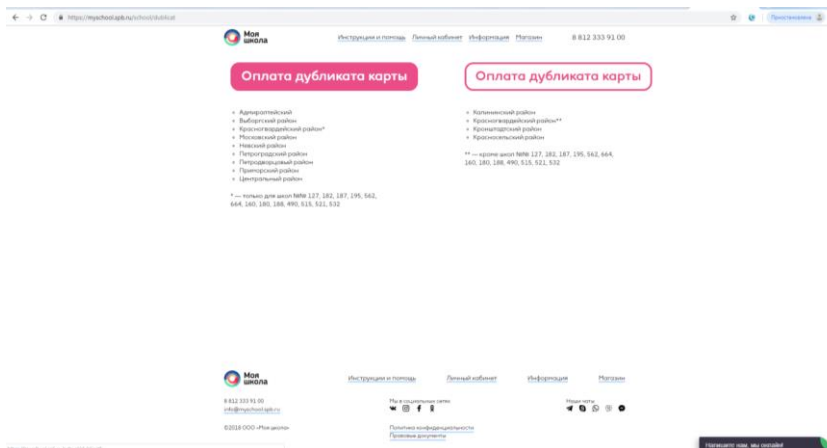 https://myschool.spb.ru/school/dublicat
Моя школа
Инструкции и помощь Личный кабинет Информация Магазин 8 812 333 91 00
Оплата дубликата карты
Адмиралтейский
Выборгский район
Красногвардейский район*
Московский район
Невский район
Петроградский район
Петродворцовый район
Приморский район
Центральный район
* — только для школ №№ 127, 182, 187, 195, 562,
664, 160, 180, 188, 490, 515, 521, 532
Оплата дубликата карты
Калининский район
Красногвардейский район**
Кронштадтский район
Красносельский район
** — кроме школ №№ 127, 182, 187, 195, 562, 664,
160, 180, 188, 490, 515, 521, 532
Моя школа
Инструкции и помощь Личный кабинет Информация Магазин
8 812 333 91 00
info@myschool.spb.ru
Мы в социальных сетях
Наши чаты
©2018 ООО «Моя школа»
Политика конфиденциальности
Правовые документы
Напишите нам, мы онлайн!